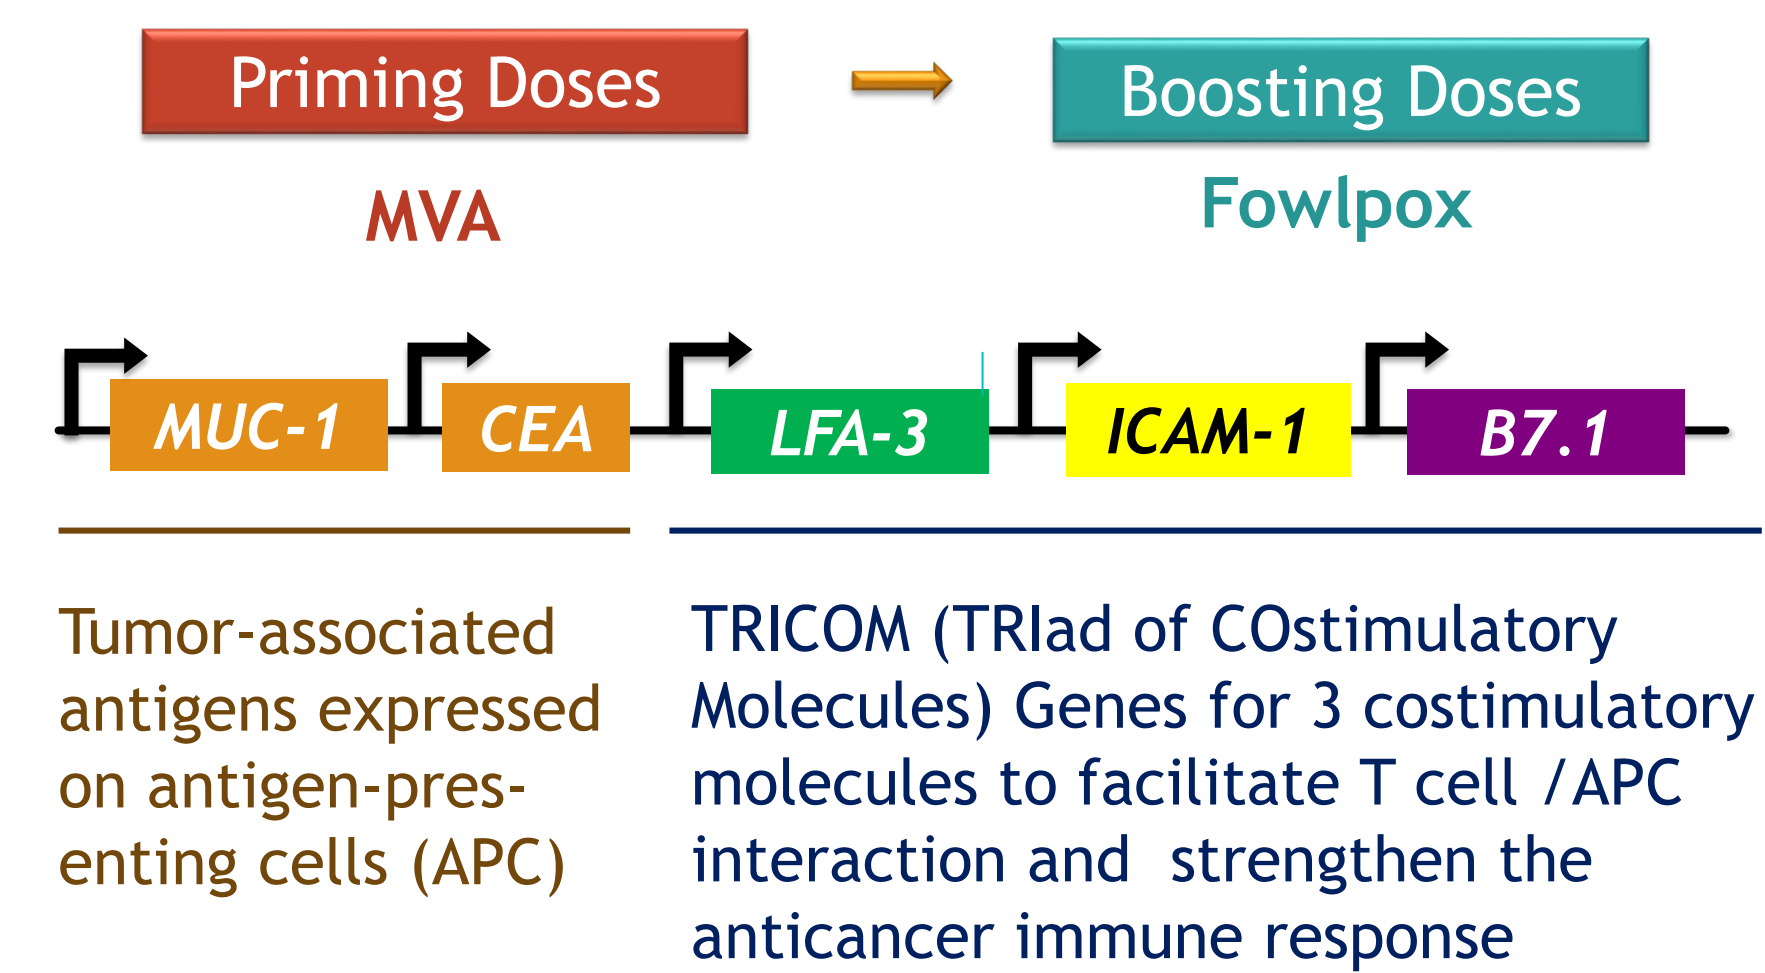 Priming Doses
Boosting Doses
MVA
Fowlpox
MUC-1
CEA
LFA-3
ICAM-1
B7.1
Tumor-associated
antigens expressed
on antigen-pres-
enting cells (APC)
TRICOM (TRIad of COstimulatory
Molecules) Genes for 3 costimulatory
molecules to facilitate T cell /APC
interaction and  strengthen the
anticancer immune response